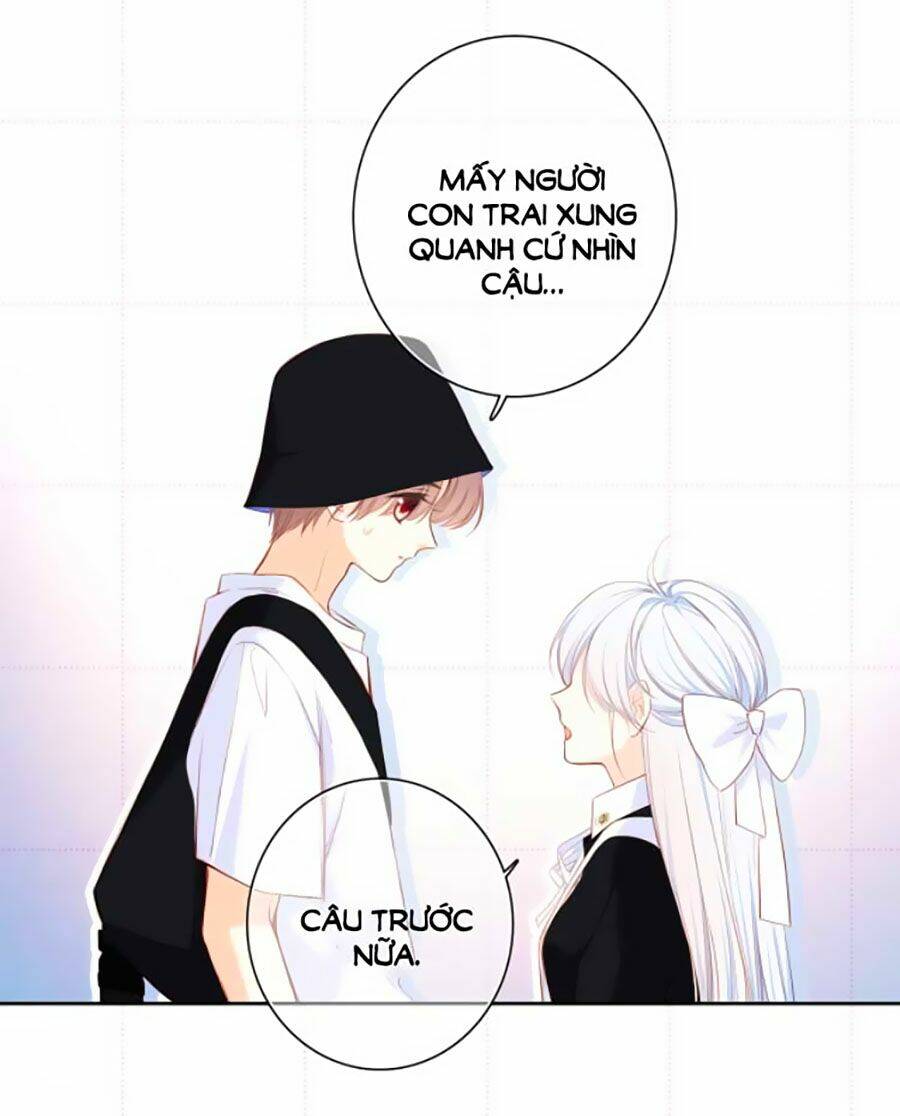 MẤY NGƯỜI
CON TRAI XUNG
QUANH CỨ NHÌN
CẬU...
CÂU TRƯỚC
NỮA.